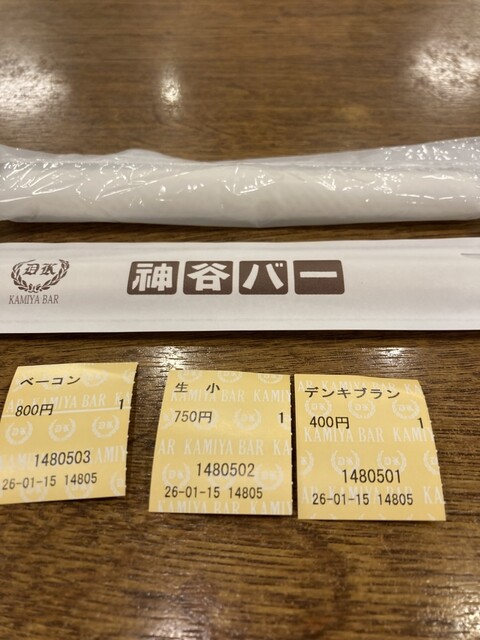 DK
KAMIYA BAR
神谷バー
ベーコン
800円 1
1480503
26-01-15 14805
生 小
750円 1
1480502
26-01-15 14805
デンキブラン
400円 1
1480501
26-01-15 14805